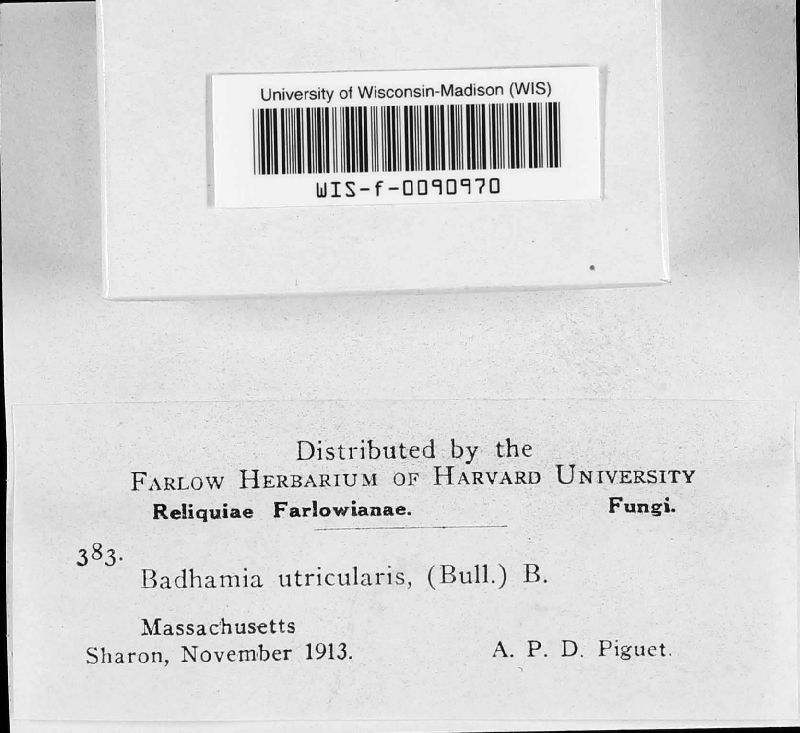 University of Wisconsin-Madison (WIS)
WIS-f-0090970
Distributed by the
FARLOW HERBARIUM OF HARVARD UNIVERSITY
Reliquiae Farlowianae. Fungi.
383.
Badhamia utricularis, (Bull.) B.
Massachusetts
Sharon, November 1913. A. P. D. Piguet.